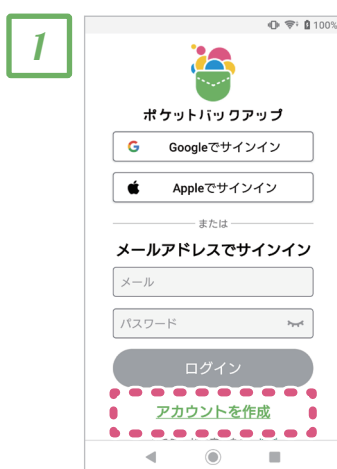 1
100%
ポケットバックアップ
Googleでサインイン
Appleでサインイン
または
メールアドレスでサインイン
メール
パスワード
ログイン
アカウントを作成